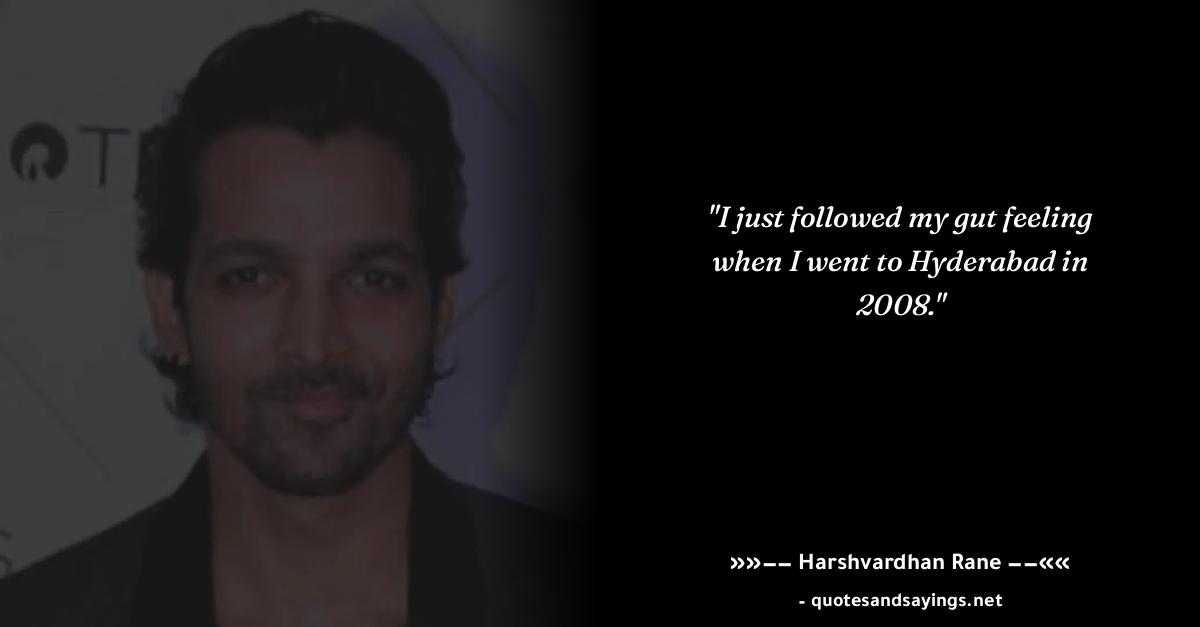 T
S
"I just followed my gut feeling
when I went to Hyderabad in
2008."
»»−− Harshvardhan Rane −−««
- quotesandsayings.net